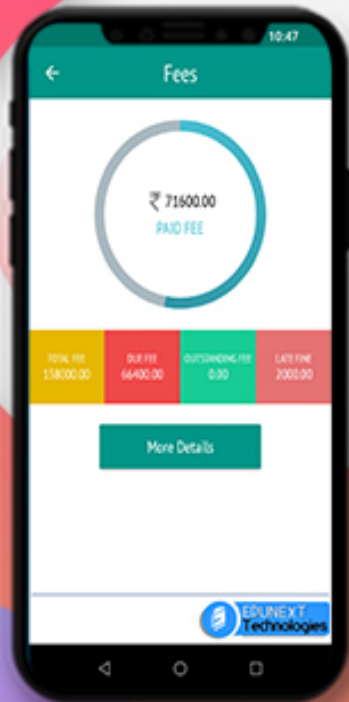 10:47
Fees
₹ 71600.00
PAID FEE
TOTAL FEE
138000.00
DUE FEE
66400.00
OUTSTANDING FEE
0.00
LATE FINE
2000.00
More Details
EDUNEXT
Technologies